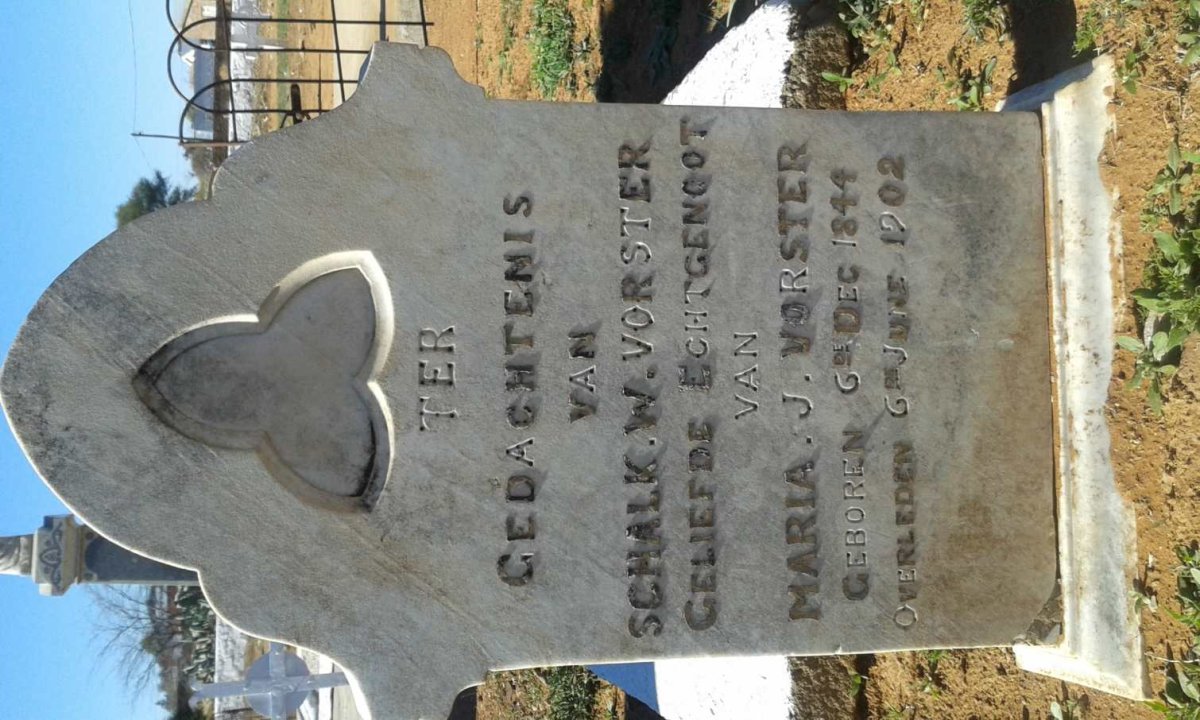 TER
GEDACHTENIS
VAN
SCHALK.W.VORSTER
GELIEFDE ECHTGENOOT
VAN
MARIA.J.VORSTER
GEBOREN 6DE DEC 1844
OVERLEDEN 6DE JUNE 1902